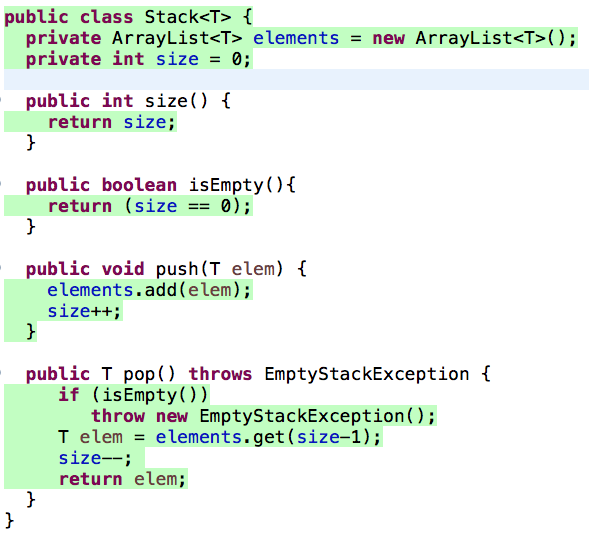 public class Stack<T> {
  private ArrayList<T> elements = new ArrayList<T>();
  private int size = 0;

  public int size() {
    return size;
  }

  public boolean isEmpty(){
    return (size == 0);
  }

  public void push(T elem) {
    elements.add(elem);
    size++;
  }

  public T pop() throws EmptyStackException {
     if (isEmpty())
        throw new EmptyStackException();
     T elem = elements.get(size-1);
     size--;
     return elem;
  }
}